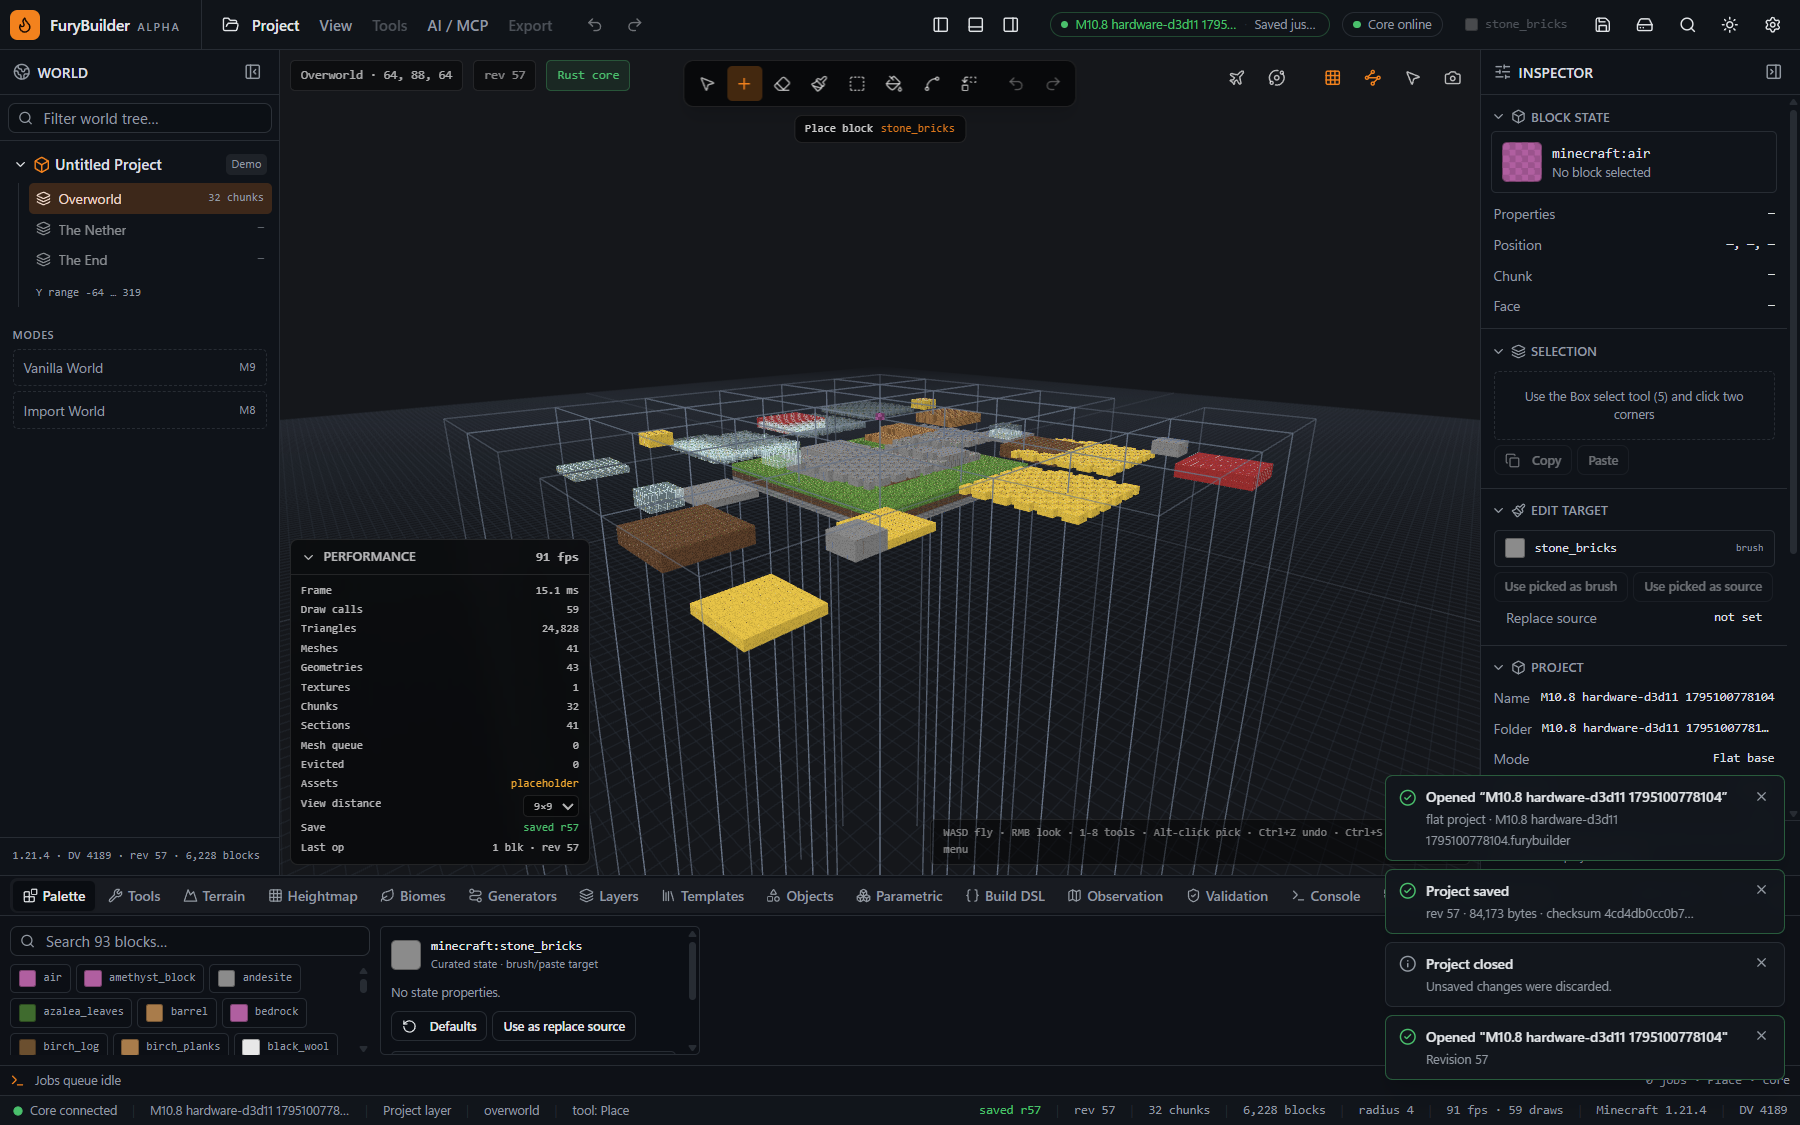 FuryBuilder ALPHA
Project
View
Tools
AI / MCP
Export
M10.8 hardware-d3d11 1795...
Saved jus...
Core online
stone_bricks
WORLD
Filter world tree...
Untitled Project
Demo
Overworld
32 chunks
The Nether
–
The End
–
Y range -64 … 319
MODES
Vanilla World
M9
Import World
M8
1.21.4 · DV 4189 · rev 57 · 6,228 blocks
Overworld · 64, 88, 64
rev 57
Rust core
Place block stone_bricks
PERFORMANCE
91 fps
Frame 15.1 ms
Draw calls 59
Triangles 24,828
Meshes 41
Geometries 43
Textures 1
Chunks 32
Sections 41
Mesh queue 0
Evicted 0
Assets placeholder
View distance 9×9
Save saved r57
Last op 1 blk · rev 57
WASD fly · RMB look · 1-8 tools · Alt-click pick · Ctrl+Z undo · Ctrl+S
menu
INSPECTOR
BLOCK STATE
minecraft:air
No block selected
Properties –
Position –, –, –
Chunk –
Face –
SELECTION
Use the Box select tool (5) and click two
corners
Copy
Paste
EDIT TARGET
stone_bricks
brush
Use picked as brush
Use picked as source
Replace source not set
PROJECT
Name M10.8 hardware-d3d11 1795100778104
Folder M10.8 hardware-d3d11 17951007781…
Mode Flat base
Opened "M10.8 hardware-d3d11 1795100778104"
flat project · M10.8 hardware-d3d11
1795100778104.furybuilder
Project saved
rev 57 · 84,173 bytes · checksum 4cd4db0cc0b7…
Project closed
Unsaved changes were discarded.
Opened "M10.8 hardware-d3d11 1795100778104"
Revision 57
Palette
Tools
Terrain
Heightmap
Biomes
Generators
Layers
Templates
Objects
Parametric
Build DSL
Observation
Validation
Console
Search 93 blocks...
air
amethyst_block
andesite
azalea_leaves
barrel
bedrock
birch_log
birch_planks
black_wool
minecraft:stone_bricks
Curated state · brush/paste target
No state properties.
Defaults
Use as replace source
Jobs queue idle
0 jobs · Place · core
Core connected
M10.8 hardware-d3d11 1795100778...
Project layer
overworld
tool: Place
saved r57
rev 57
32 chunks
6,228 blocks
radius 4
91 fps · 59 draws
Minecraft 1.21.4
DV 4189